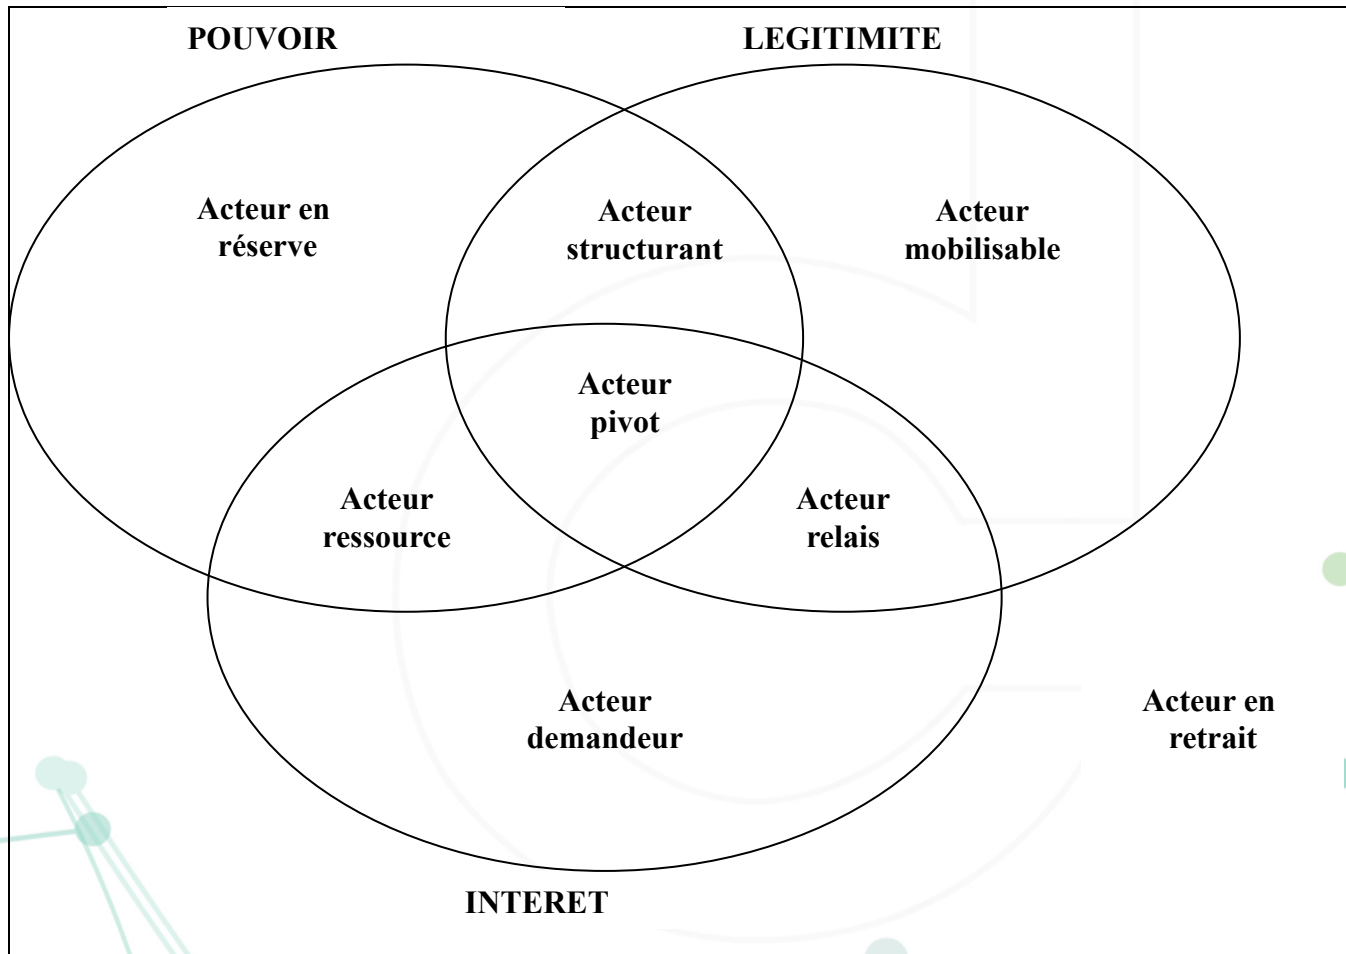 POUVOIR
LEGITIMITE
Acteur en
réserve
Acteur
structurant
Acteur
mobilisable
Acteur
pivot
Acteur
ressource
Acteur
relais
Acteur
demandeur
Acteur en
retrait
INTERET